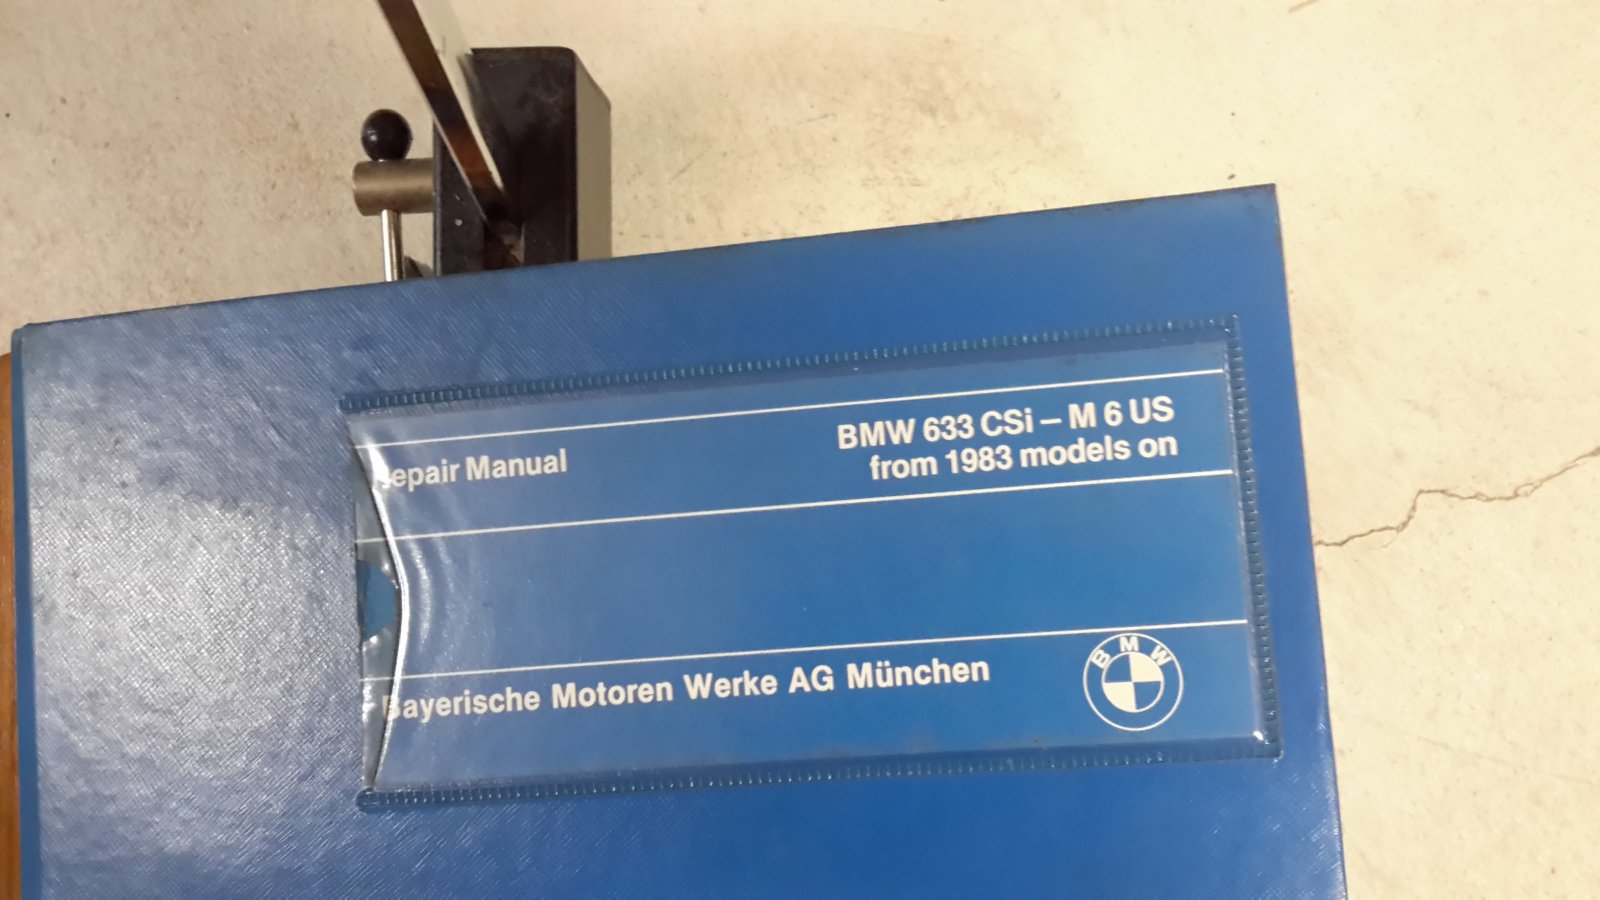 Repair Manual
BMW 633 CSi – M 6 US
from 1983 models on
Bayerische Motoren Werke AG München
BMW